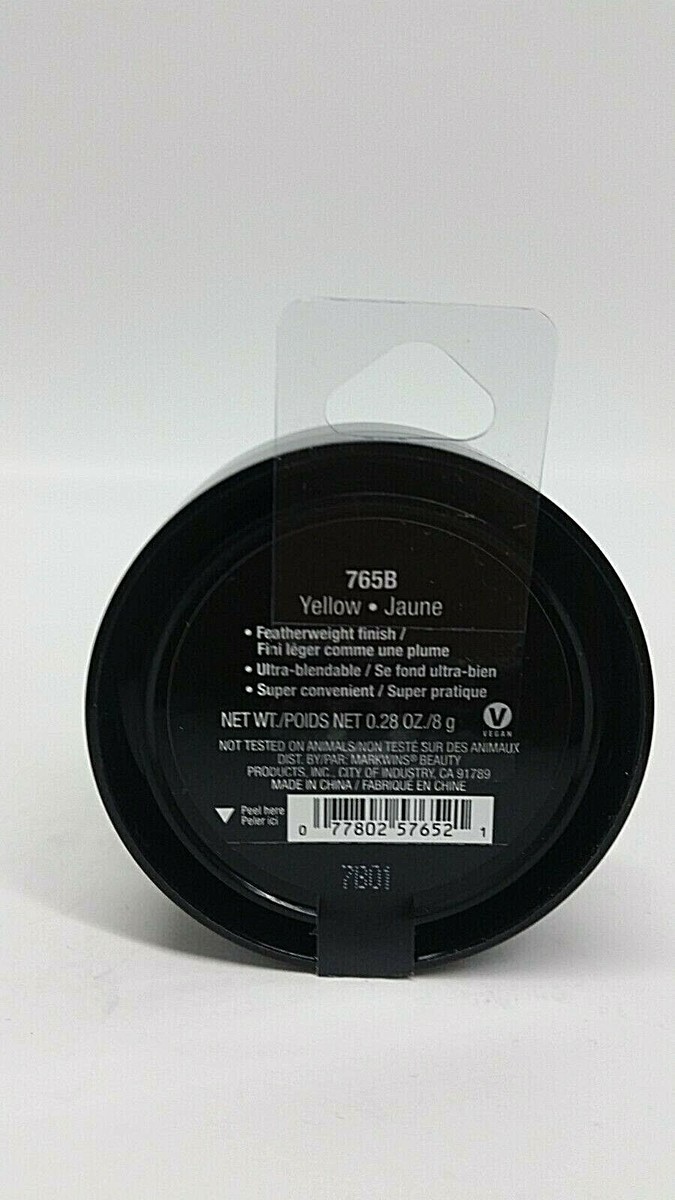 765B
Yellow • Jaune
• Featherweight finish /
Fini léger comme une plume
• Ultra-blendable / Se fond ultra-bien
• Super convenient / Super pratique
NET WT./POIDS NET 0.28 OZ./8 g
V
VEGAN
NOT TESTED ON ANIMALS/NON TESTÉ SUR DES ANIMAUX
DIST. BY/PAR: MARKWINS® BEAUTY
PRODUCTS, INC., CITY OF INDUSTRY, CA 91789
MADE IN CHINA / FABRIQUÉ EN CHINE
Peel here
Peler ici
0 77802 57652 1
7B01